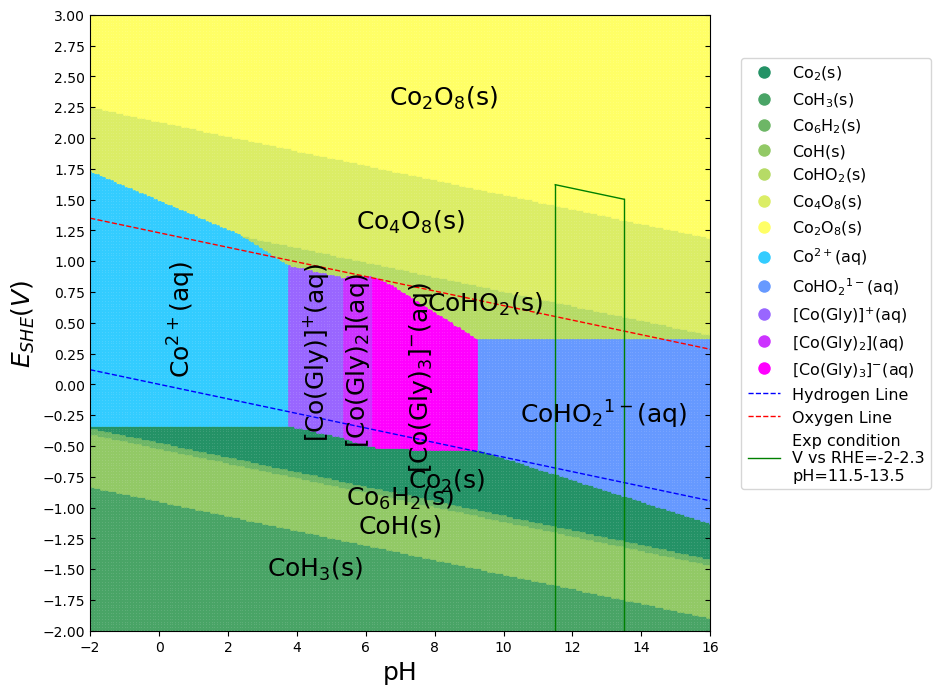 3.00
2.75
2.50
2.25
2.00
1.75
1.50
1.25
1.00
0.75
0.50
0.25
0.00
−0.25
−0.50
−0.75
−1.00
−1.25
−1.50
−1.75
−2.00
E_SHE(V)
−2 0 2 4 6 8 10 12 14 16
pH
Co₂O₈(s)
Co₄O₈(s)
CoHO₂(s)
Co²⁺(aq)
[Co(Gly)]⁺(aq)
[Co(Gly)₂](aq)
[Co(Gly)₃]⁻(aq)
CoHO₂¹⁻(aq)
Co₂(s)
Co₆H₂(s)
CoH(s)
CoH₃(s)
Co₂(s)
CoH₃(s)
Co₆H₂(s)
CoH(s)
CoHO₂(s)
Co₄O₈(s)
Co₂O₈(s)
Co²⁺(aq)
CoHO₂¹⁻(aq)
[Co(Gly)]⁺(aq)
[Co(Gly)₂](aq)
[Co(Gly)₃]⁻(aq)
Hydrogen Line
Oxygen Line
Exp condition
V vs RHE=-2-2.3
pH=11.5-13.5